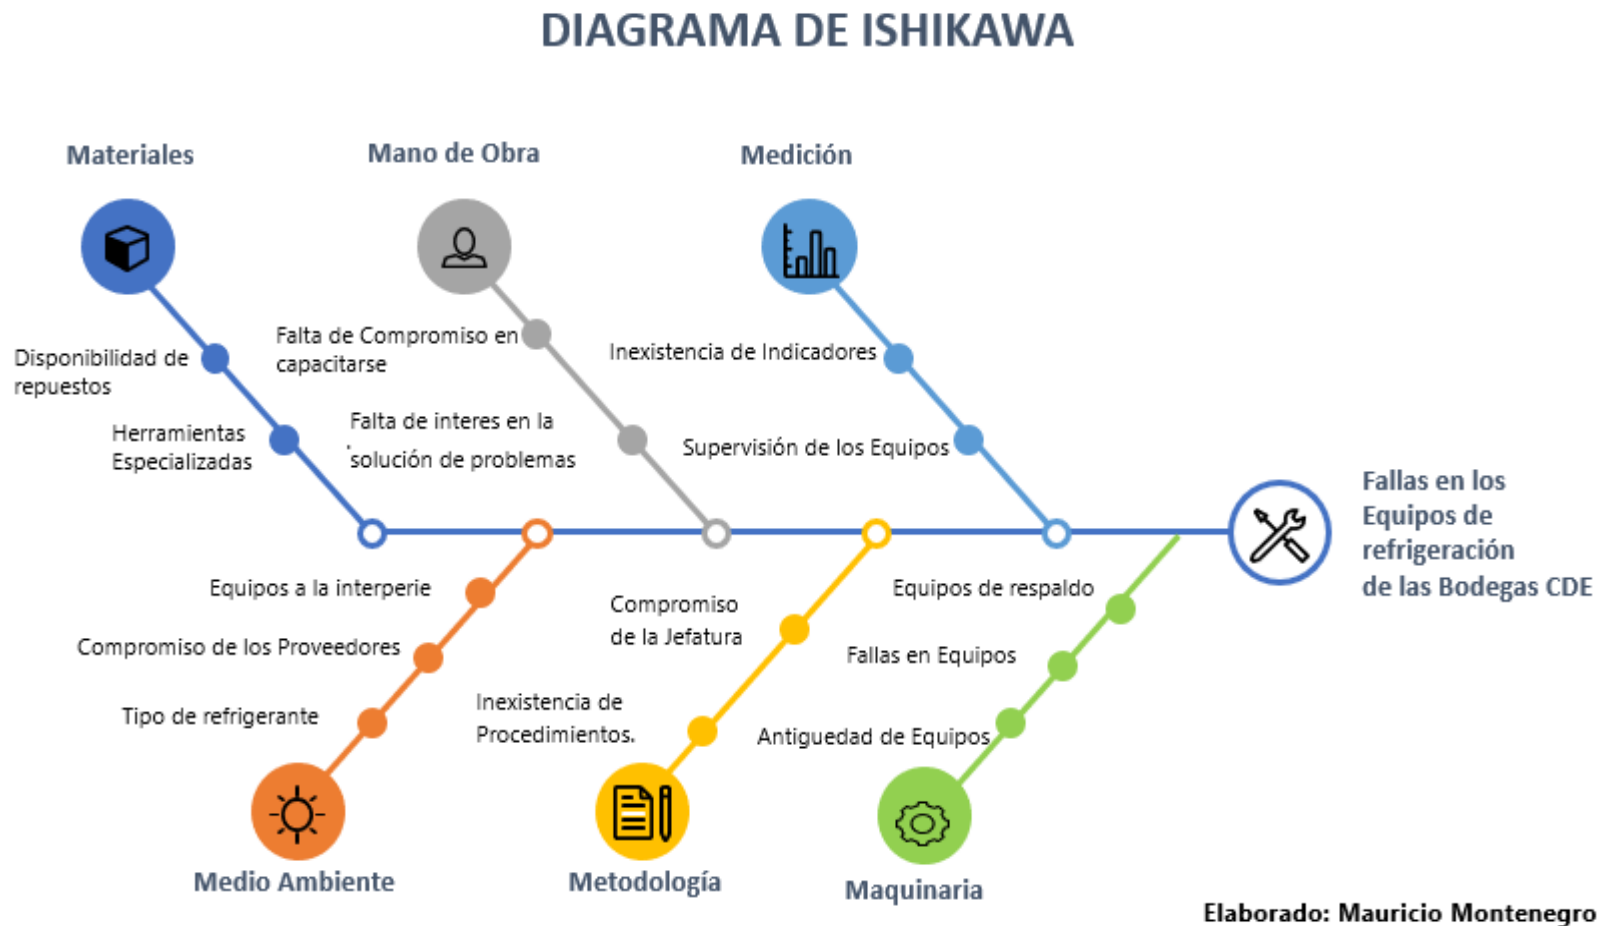 DIAGRAMA DE ISHIKAWA
Materiales
Mano de Obra
Medición
Disponibilidad de
repuestos
Herramientas
Especializadas
Falta de Compromiso en
capacitarse
Falta de interes en la
solución de problemas
Inexistencia de Indicadores
Supervisión de los Equipos
Fallas en los
Equipos de
refrigeración
de las Bodegas CDE
Equipos a la interperie
Compromiso de los Proveedores
Tipo de refrigerante
Compromiso
de la Jefatura
Inexistencia de
Procedimientos.
Equipos de respaldo
Fallas en Equipos
Antiguedad de Equipos
Medio Ambiente
Metodología
Maquinaria
Elaborado: Mauricio Montenegro